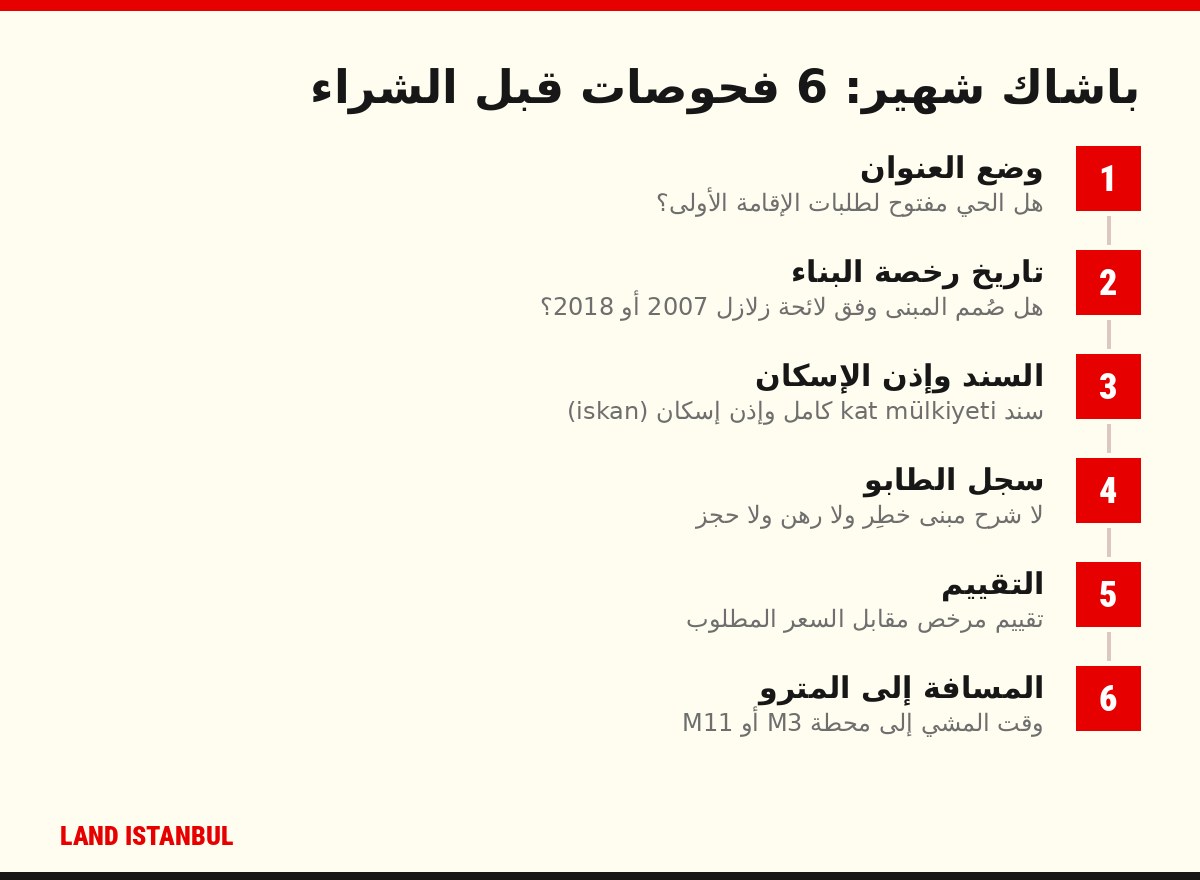 باشاك شهير: 6 فحوصات قبل الشراء
1
وضع العنوان
هل الحي مفتوح لطلبات الإقامة الأولى؟
2
تاريخ رخصة البناء
هل صُمم المبنى وفق لائحة زلازل 2007 أو 2018؟
3
السند وإذن الإسكان
سند kat mülkiyeti كامل وإذن إسكان (iskan)
4
سجل الطابو
لا شرح مبنى خطِر ولا رهن ولا حجز
5
التقييم
تقييم مرخص مقابل السعر المطلوب
6
المسافة إلى المترو
وقت المشي إلى محطة M3 أو M11
LAND ISTANBUL